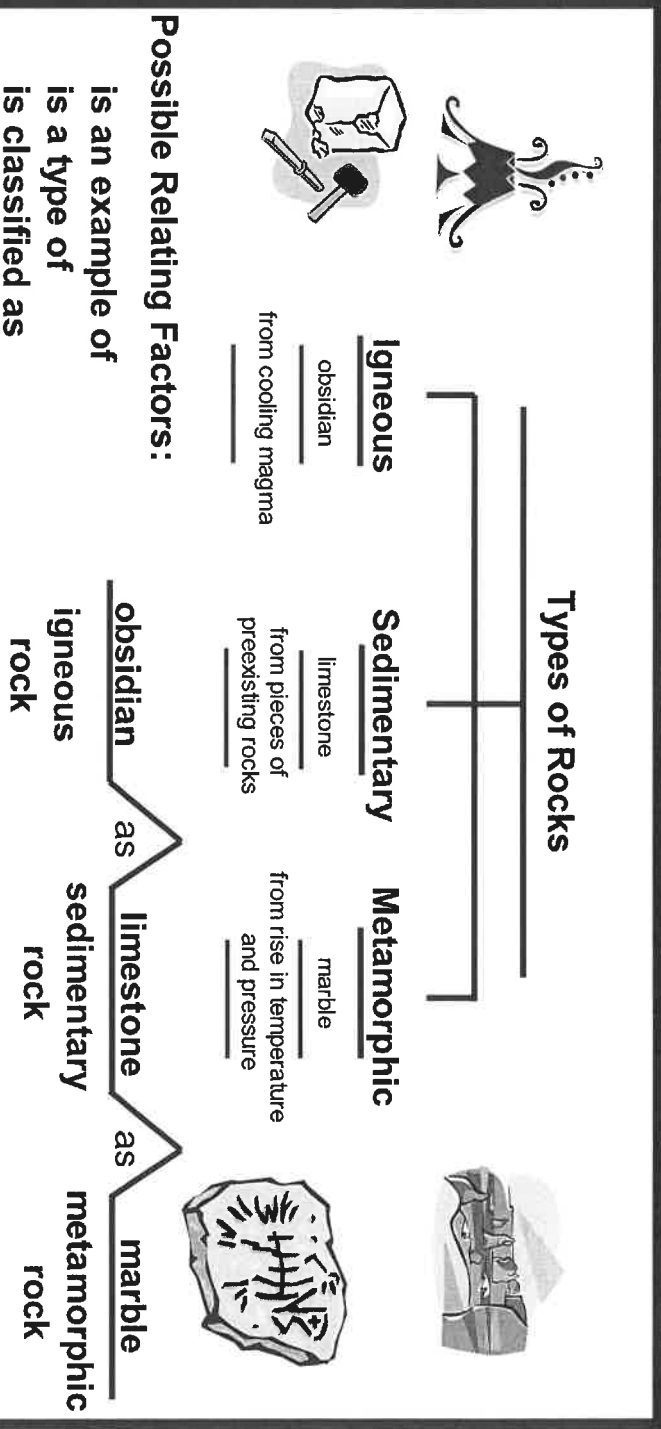 Types of Rocks
Igneous
obsidian
from cooling magma
Sedimentary
limestone
from pieces of
preexisting rocks
Metamorphic
marble
from rise in temperature
and pressure
Possible Relating Factors:
is an example of
is a type of
is classified as
obsidian
igneous
rock
as
limestone
sedimentary
rock
as
marble
metamorphic
rock